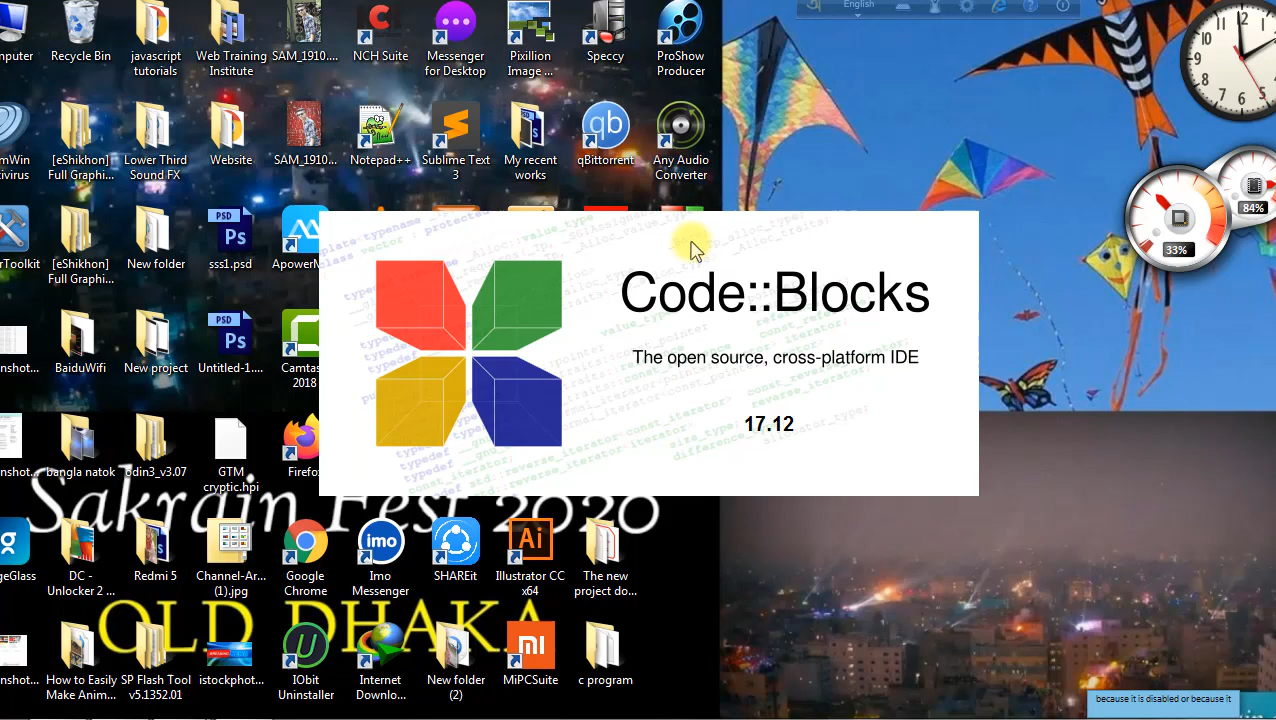 English
mputer
Recycle Bin
javascript
tutorials
Web Training
Institute
SAM_1910....
NCH Suite
Messenger
for Desktop
Pixillion
Image ...
Speccy
ProShow
Producer
mWin
tivirus
[eShikhon]
Full Graphi...
Lower Third
Sound FX
Website
SAM_1910...
Notepad++
Sublime Text
3
My recent
works
qBittorrent
Any Audio
Converter
rToolkit
[eShikhon]
Full Graphi...
New folder
PSD
Ps
sss1.psd
ApowerM
Code::Blocks
The open source, cross-platform IDE
17.12
84%
33%
nshot...
BaiduWifi
New project
PSD
Ps
Untitled-1....
Camtas
2018
nshot...
bangla natok
odin3_v3.07
GTM
cryptic.hpi
Firefo
Sakrain Fest 2020
geGlass
DC -
Unlocker 2 ...
Redmi 5
Channel-Ar...
(1).jpg
Google
Chrome
imo
Imo
Messenger
SHAREit
Ai
Illustrator CC
x64
The new
project do...
OLD DHAKA
nshot...
How to Easily
Make Anim...
SP Flash Tool
v5.1352.01
istockphot...
IObit
Uninstaller
Internet
Downlo...
New folder
(2)
MiPCSuite
c program
because it is disabled or because it